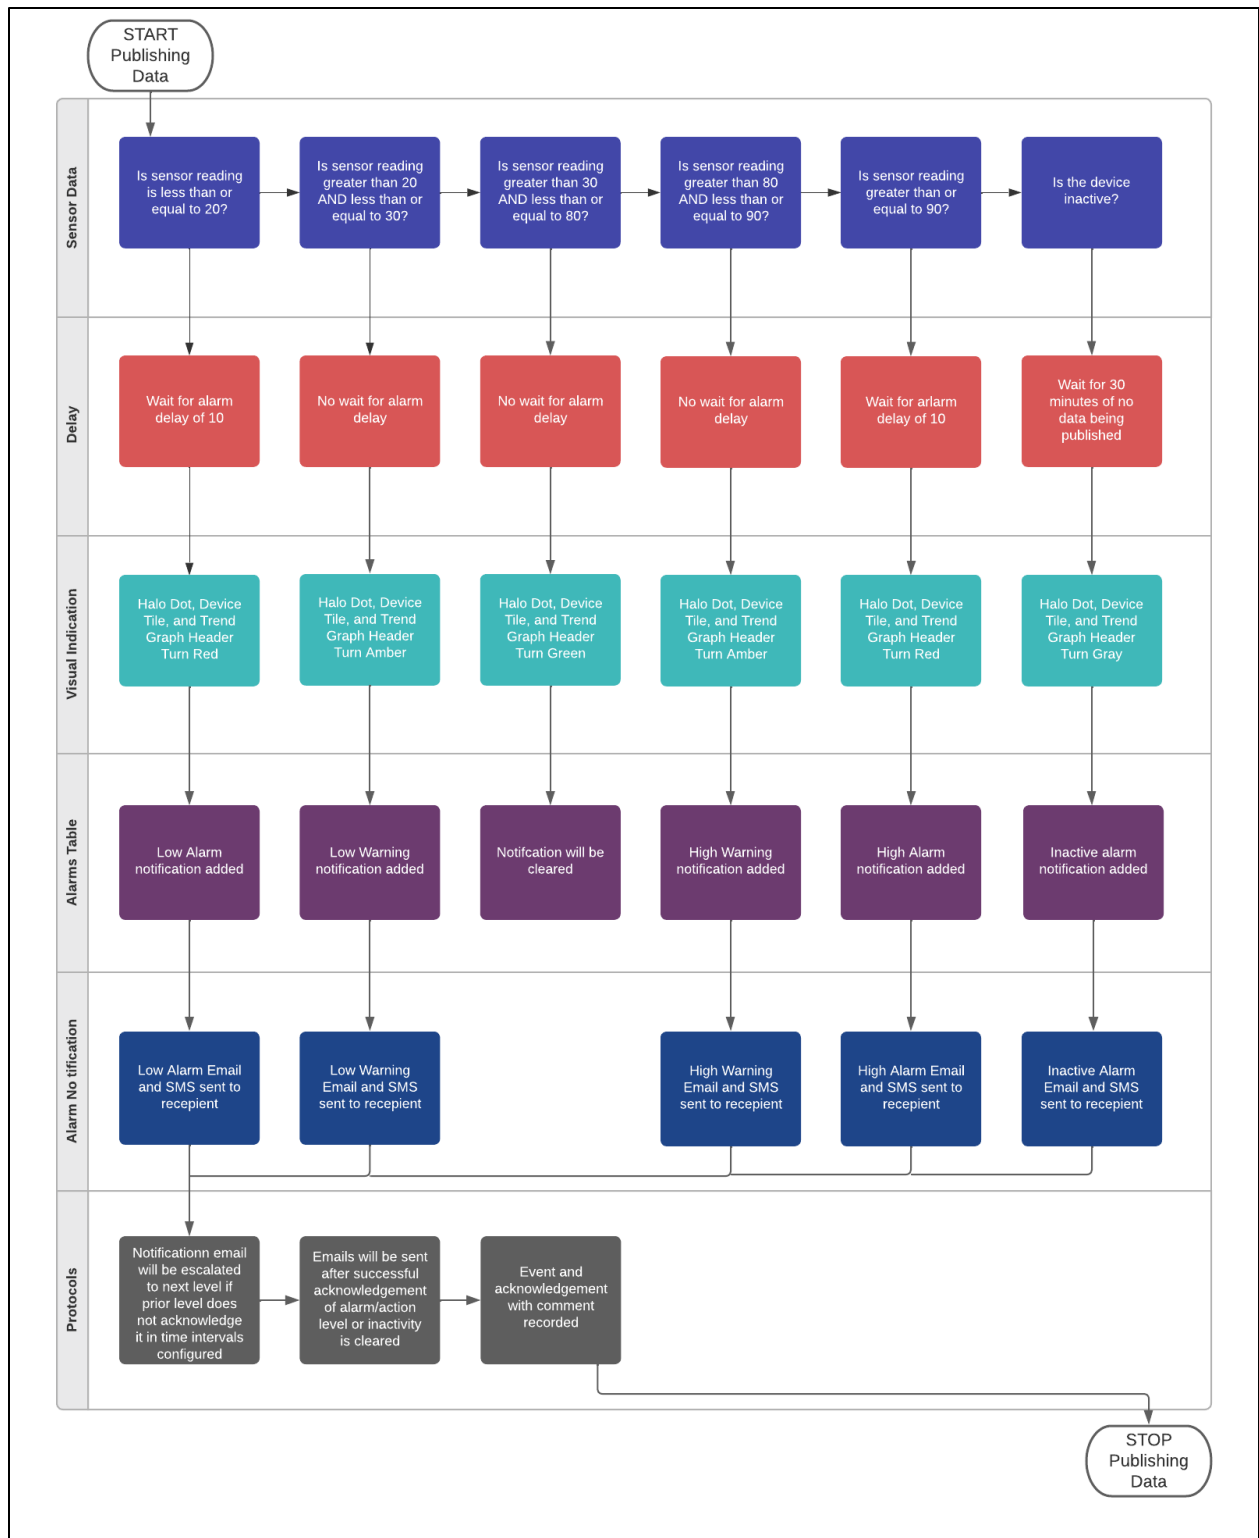 START
Publishing
Data
Sensor Data
Is sensor reading
is less than or
equal to 20?
Is sensor reading
greater than 20
AND less than or
equal to 30?
Is sensor reading
greater than 30
AND less than or
equal to 80?
Is sensor reading
greater than 80
AND less than or
equal to 90?
Is sensor reading
greater than or
equal to 90?
Is the device
inactive?
Delay
Wait for alarm
delay of 10
No wait for alarm
delay
No wait for alarm
delay
No wait for alarm
delay
Wait for arlarm
delay of 10
Wait for 30
minutes of no
data being
published
Visual Indication
Halo Dot, Device
Tile, and Trend
Graph Header
Turn Red
Halo Dot, Device
Tile, and Trend
Graph Header
Turn Amber
Halo Dot, Device
Tile, and Trend
Graph Header
Turn Green
Halo Dot, Device
Tile, and Trend
Graph Header
Turn Amber
Halo Dot, Device
Tile, and Trend
Graph Header
Turn Red
Halo Dot, Device
Tile, and Trend
Graph Header
Turn Gray
Alarms Table
Low Alarm
notification added
Low Warning
notification added
Notifcation will be
cleared
High Warning
notification added
High Alarm
notification added
Inactive alarm
notification added
Alarm No tification
Low Alarm Email
and SMS sent to
recepient
Low Warning
Email and SMS
sent to recepient
High Warning
Email and SMS
sent to recepient
High Alarm Email
and SMS sent to
recepient
Inactive Alarm
Email and SMS
sent to recepient
Protocols
Notificationn email
will be escalated
to next level if
prior level does
not acknowledge
it in time intervals
configured
Emails will be sent
after successful
acknowledgement
of alarm/action
level or inactivity
is cleared
Event and
acknowledgement
with comment
recorded
STOP
Publishing
Data